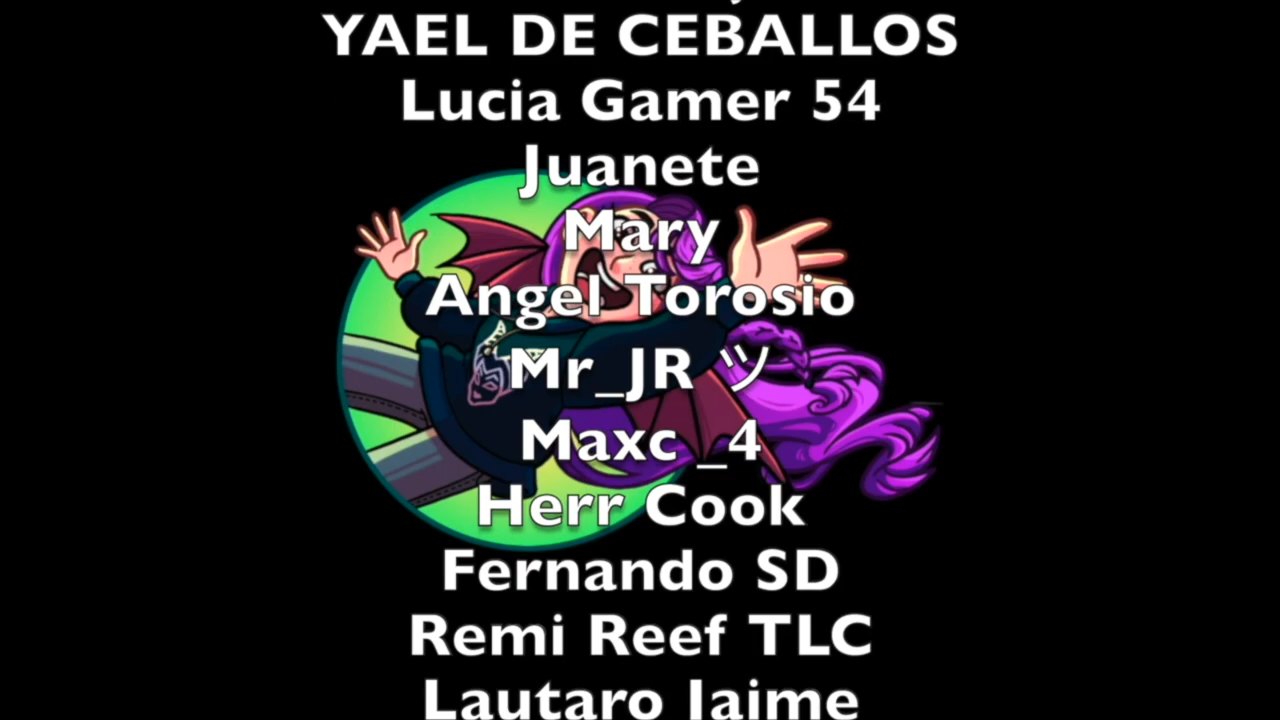 YAEL DE CEBALLOS
Lucia Gamer 54
Juanete
Mary
Angel Torosio
Mr_JR ツ
Maxc _4
Herr Cook
Fernando SD
Remi Reef TLC
Lautaro Jaime